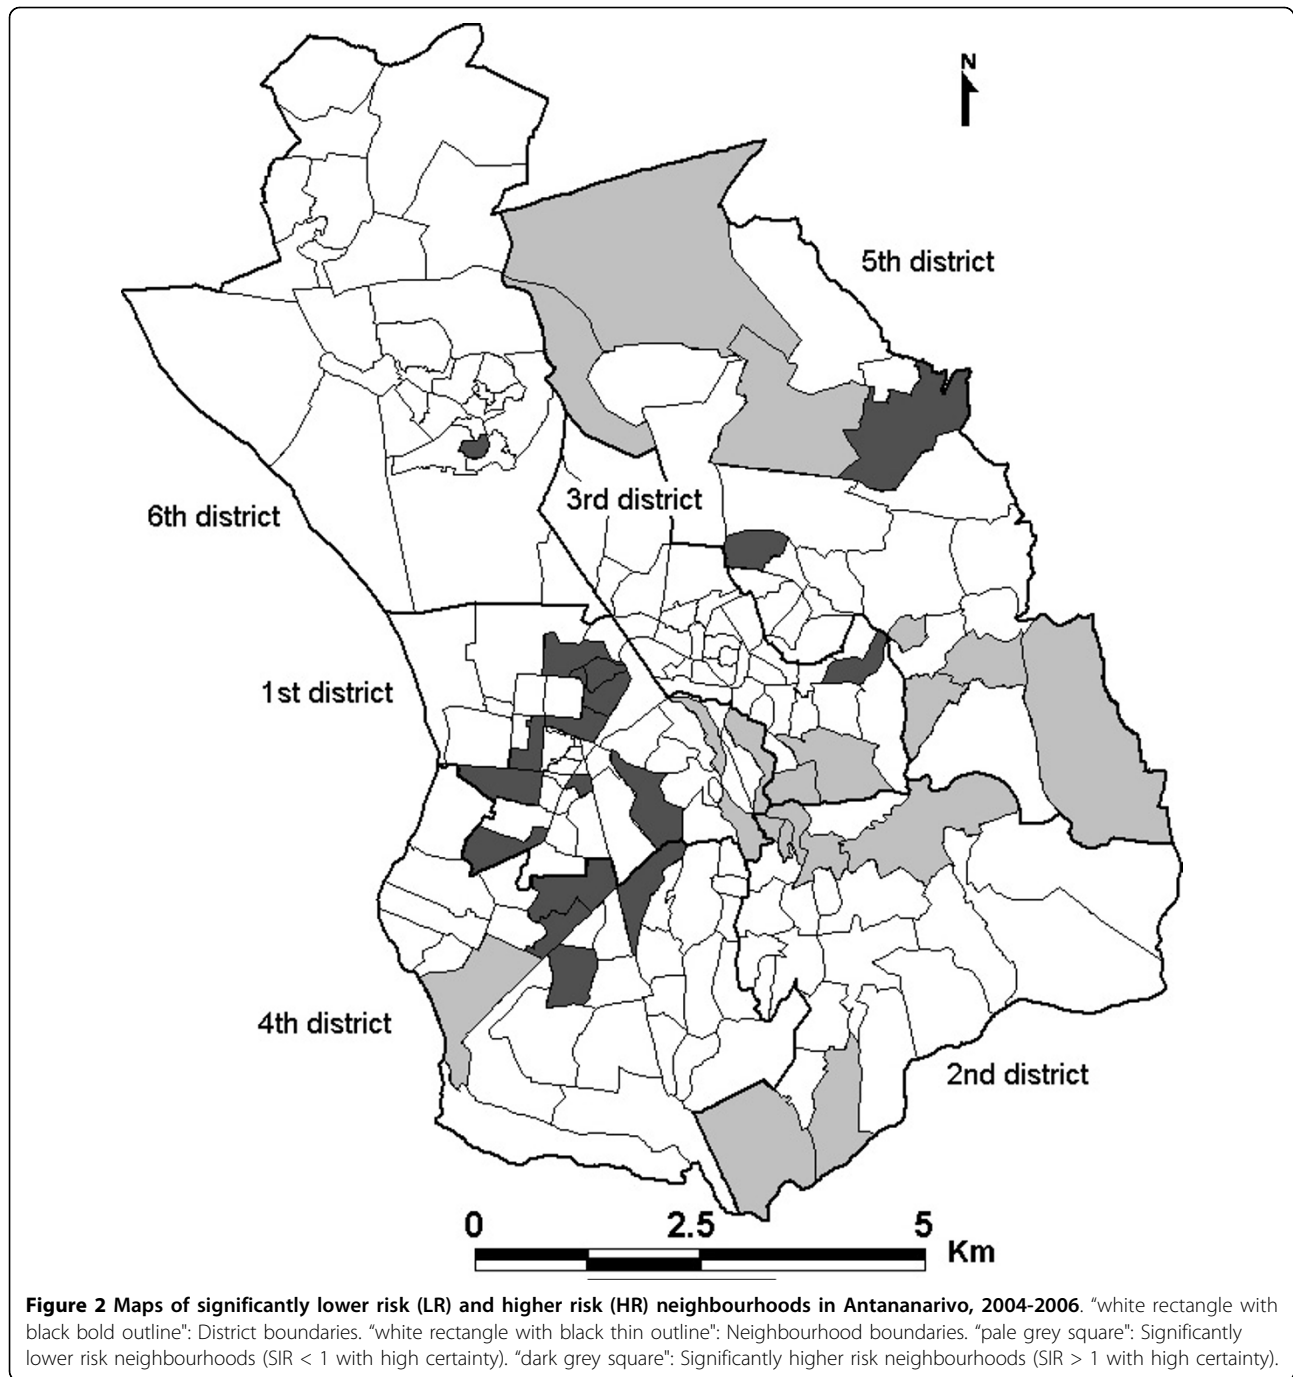 N
5th district
3rd district
6th district
1st district
4th district
2nd district
0 2.5 5
Km
Figure 2 Maps of significantly lower risk (LR) and higher risk (HR) neighbourhoods in Antananarivo, 2004-2006. “white rectangle with
black bold outline": District boundaries. “white rectangle with black thin outline": Neighbourhood boundaries. “pale grey square": Significantly
lower risk neighbourhoods (SIR < 1 with high certainty). “dark grey square": Significantly higher risk neighbourhoods (SIR > 1 with high certainty).